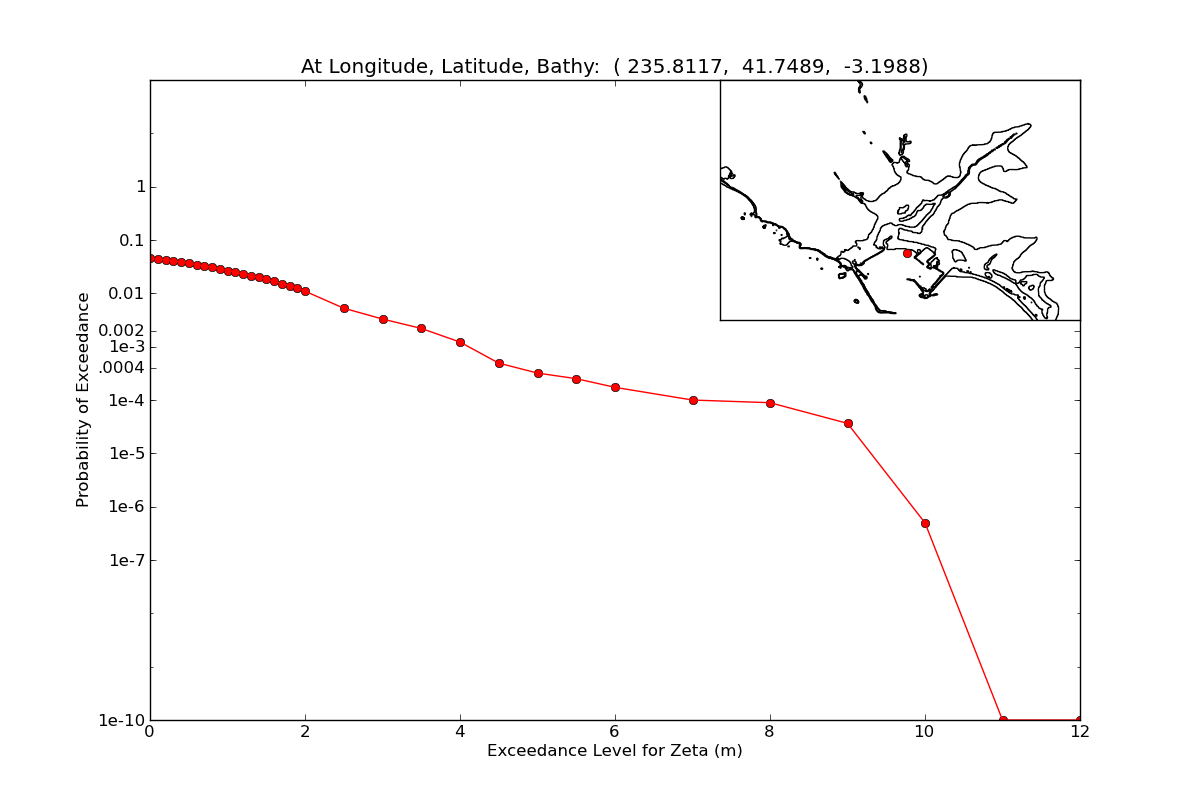 At Longitude, Latitude, Bathy: ( 235.8117, 41.7489, -3.1988)
Probability of Exceedance
1
0.1
0.01
0.002
1e-3
.0004
1e-4
1e-5
1e-6
1e-7
1e-10
0 2 4 6 8 10 12
Exceedance Level for Zeta (m)